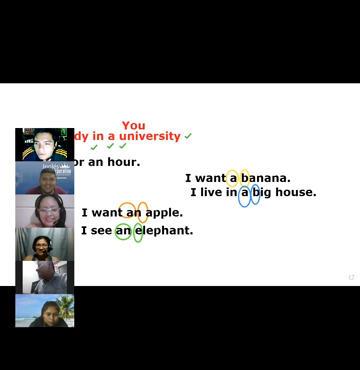 You
dy in a university
or an hour.
I want a banana.
I live in a big house.
I want an apple.
I see an elephant.